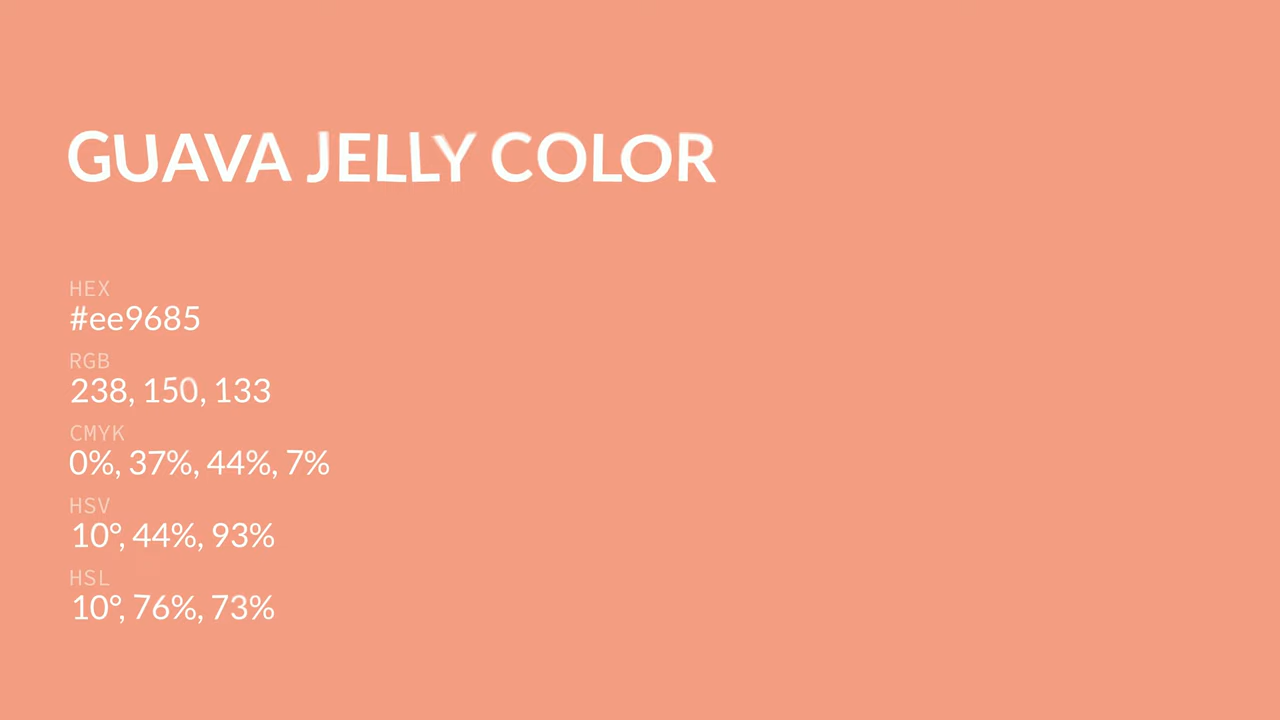 GUAVA JELLY COLOR
HEX
#ee9685
RGB
238, 150, 133
CMYK
0%, 37%, 44%, 7%
HSV
10°, 44%, 93%
HSL
10°, 76%, 73%